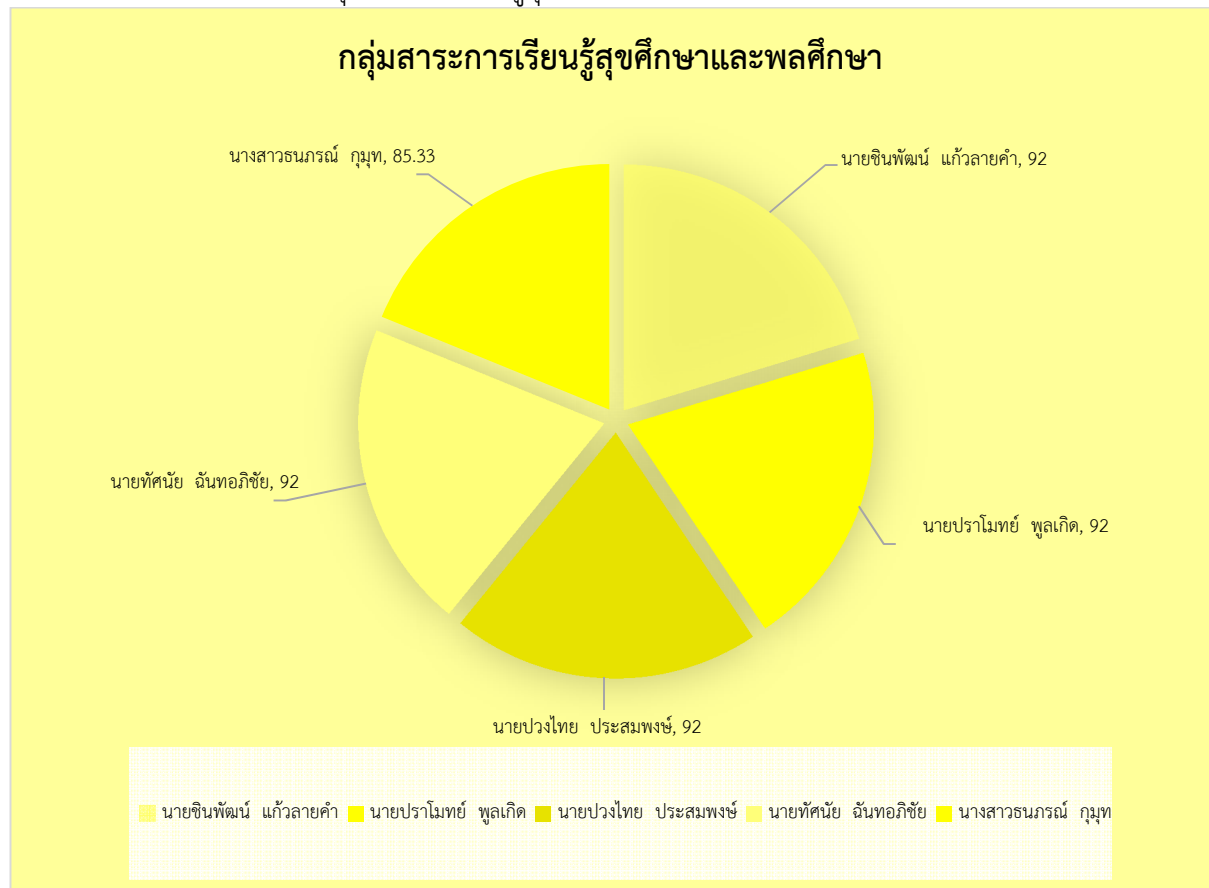 กลุ่มสาระการเรียนรู้สุขศึกษาและพลศึกษา
นางสาวธนภรณ์ กุมุท, 85.33
นายชินพัฒน์ แก้วลายคำ, 92
นายทัศนัย ฉันทอภิชัย, 92
นายปราโมทย์ พูลเกิด, 92
นายปวงไทย ประสมพงษ์, 92
นายชินพัฒน์ แก้วลายคำ นายปราโมทย์ พูลเกิด นายปวงไทย ประสมพงษ์ นายทัศนัย ฉันทอภิชัย นางสาวธนภรณ์ กุมุท